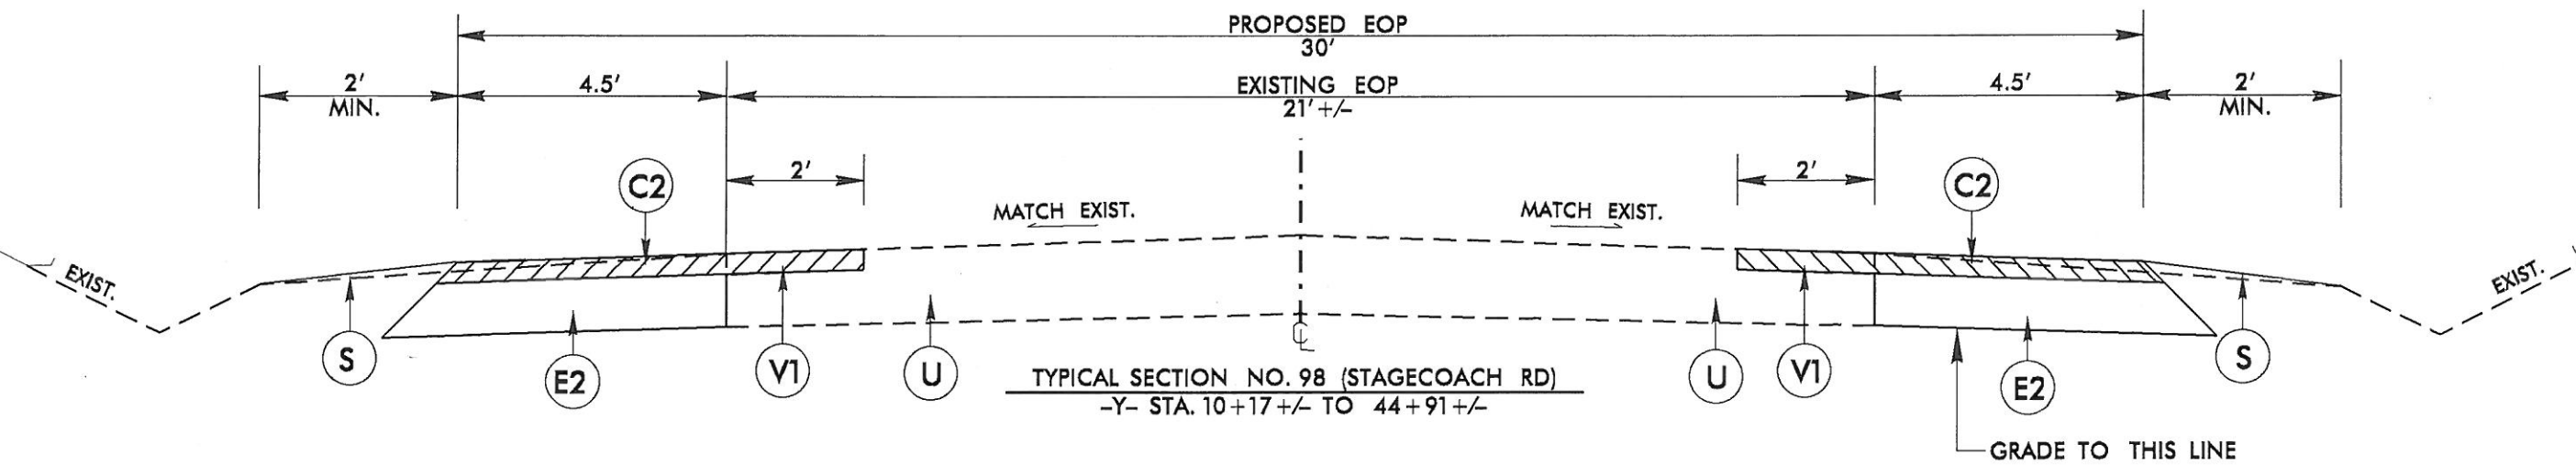 PROPOSED EOP
30'
2'
MIN.
4.5'
EXISTING EOP
21'+/-
4.5'
2'
MIN.
C2
2'
2'
C2
MATCH EXIST.
MATCH EXIST.
EXIST.
EXIST.
S
E2
V1
U
℄
U
V1
E2
S
TYPICAL SECTION NO. 98 (STAGECOACH RD)
-Y- STA. 10+17+/- TO 44+91+/-
GRADE TO THIS LINE